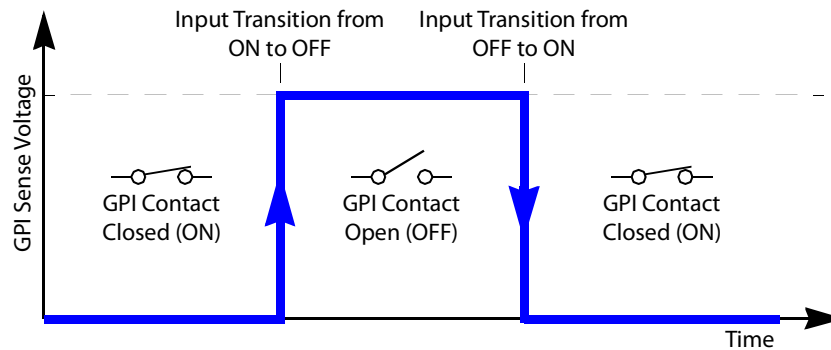 Input Transition from
ON to OFF
Input Transition from
OFF to ON
GPI Sense Voltage
GPI Contact
Closed (ON)
GPI Contact
Open (OFF)
GPI Contact
Closed (ON)
Time